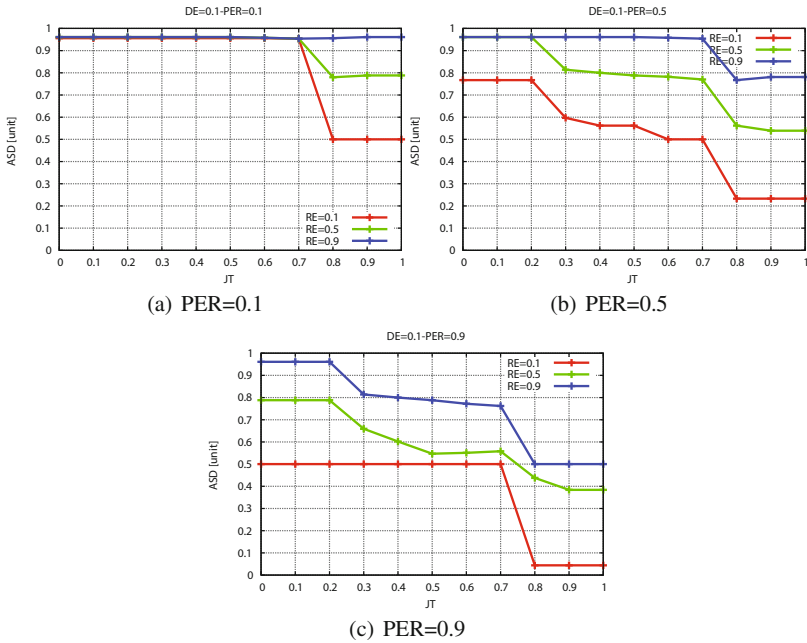 DE=0.1-PER=0.1
1
0.9
0.8
0.7
0.6
0.5
0.4
0.3
0.2
0.1
0
ASD [unit]
RE=0.1
RE=0.5
RE=0.9
0 0.1 0.2 0.3 0.4 0.5 0.6 0.7 0.8 0.9 1
JT
(a) PER=0.1
DE=0.1-PER=0.5
1
0.9
0.8
0.7
0.6
0.5
0.4
0.3
0.2
0.1
0
ASD [unit]
RE=0.1
RE=0.5
RE=0.9
0 0.1 0.2 0.3 0.4 0.5 0.6 0.7 0.8 0.9 1
JT
(b) PER=0.5
DE=0.1-PER=0.9
1
0.9
0.8
0.7
0.6
0.5
0.4
0.3
0.2
0.1
0
ASD [unit]
RE=0.1
RE=0.5
RE=0.9
0 0.1 0.2 0.3 0.4 0.5 0.6 0.7 0.8 0.9 1
JT
(c) PER=0.9